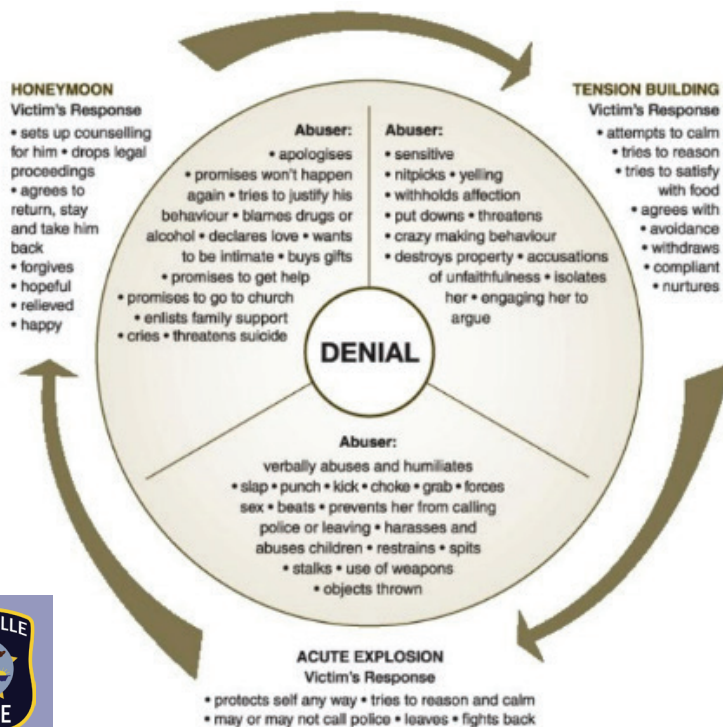 HONEYMOON
Victim's Response
• sets up counselling
for him • drops legal
proceedings
• agrees to
return, stay
and take him
back
• forgives
• hopeful
• relieved
• happy
Abuser:
• apologises
• promises won't happen
again • tries to justify his
behaviour • blames drugs or
alcohol • declares love • wants
to be intimate • buys gifts
• promises to get help
• promises to go to church
• enlists family support
• cries • threatens suicide
Abuser:
• sensitive
• nitpicks • yelling
• withholds affection
• put downs • threatens
• crazy making behaviour
• destroys property • accusations
of unfaithfulness • isolates
her • engaging her to
argue
TENSION BUILDING
Victim's Response
• attempts to calm
• tries to reason
• tries to satisfy
with food
• agrees with
• avoidance
• withdraws
• compliant
• nurtures
DENIAL
Abuser:
verbally abuses and humiliates
• slap • punch • kick • choke • grab • forces
sex • beats • prevents her from calling
police or leaving • harasses and
abuses children • restrains • spits
• stalks • use of weapons
• objects thrown
ACUTE EXPLOSION
Victim's Response
• protects self any way • tries to reason and calm
• may or may not call police • leaves • fights back